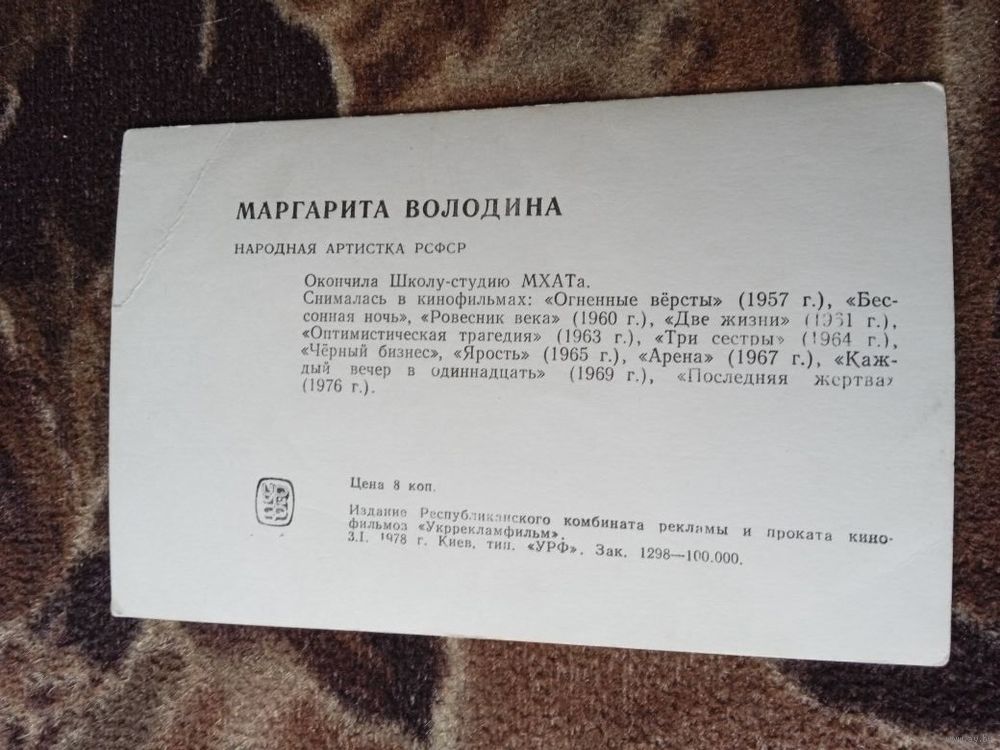 МАРГАРИТА ВОЛОДИНА
НАРОДНАЯ АРТИСТКА РСФСР
Окончила Школу-студию МХАТа.
Снималась в кинофильмах: «Огненные вёрсты» (1957 г.), «Бес-
сонная ночь», «Ровесник века» (1960 г.), «Две жизни» (1961 г.),
«Оптимистическая трагедия» (1963 г.), «Три сестры» (1964 г.),
«Чёрный бизнес», «Ярость» (1965 г.), «Арена» (1967 г.), «Каж-
дый вечер в одиннадцать» (1969 г.), «Последняя жертва»
(1976 г.).
Цена 8 коп.
Издание Республиканского комбината рекламы и проката кино-
фильмов «Укррекламфильм».
3.I. 1978 г. Киев, тип. «УРФ». Зак. 1298—100.000.